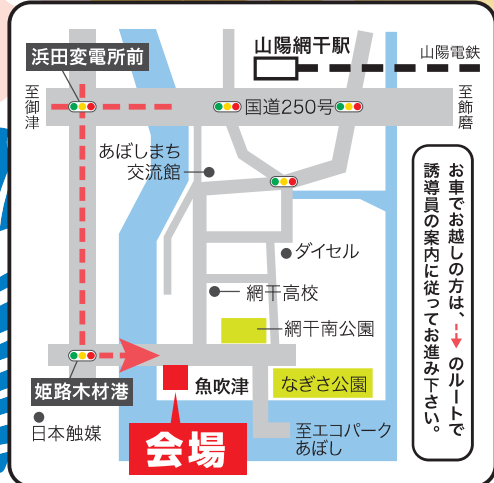 山陽網干駅
山陽電鉄
浜田変電所前
至御津
国道250号
至飾磨
あぼしまち
交流館
お車でお越しの方は、のルートで
誘導員の案内に従ってお進み下さい。
ダイセル
網干高校
網干南公園
姫路木材港
魚吹津
なぎさ公園
日本触媒
会場
至エコパーク
あぼし